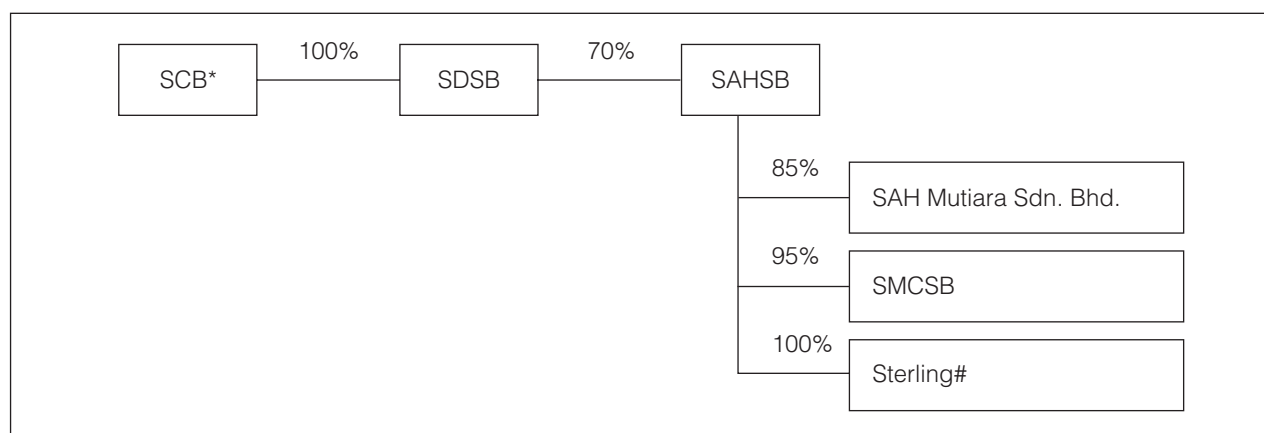 100%
70%
SCB*
SDSB
SAHSB
85%
SAH Mutiara Sdn. Bhd.
95%
SMCSB
100%
Sterling#